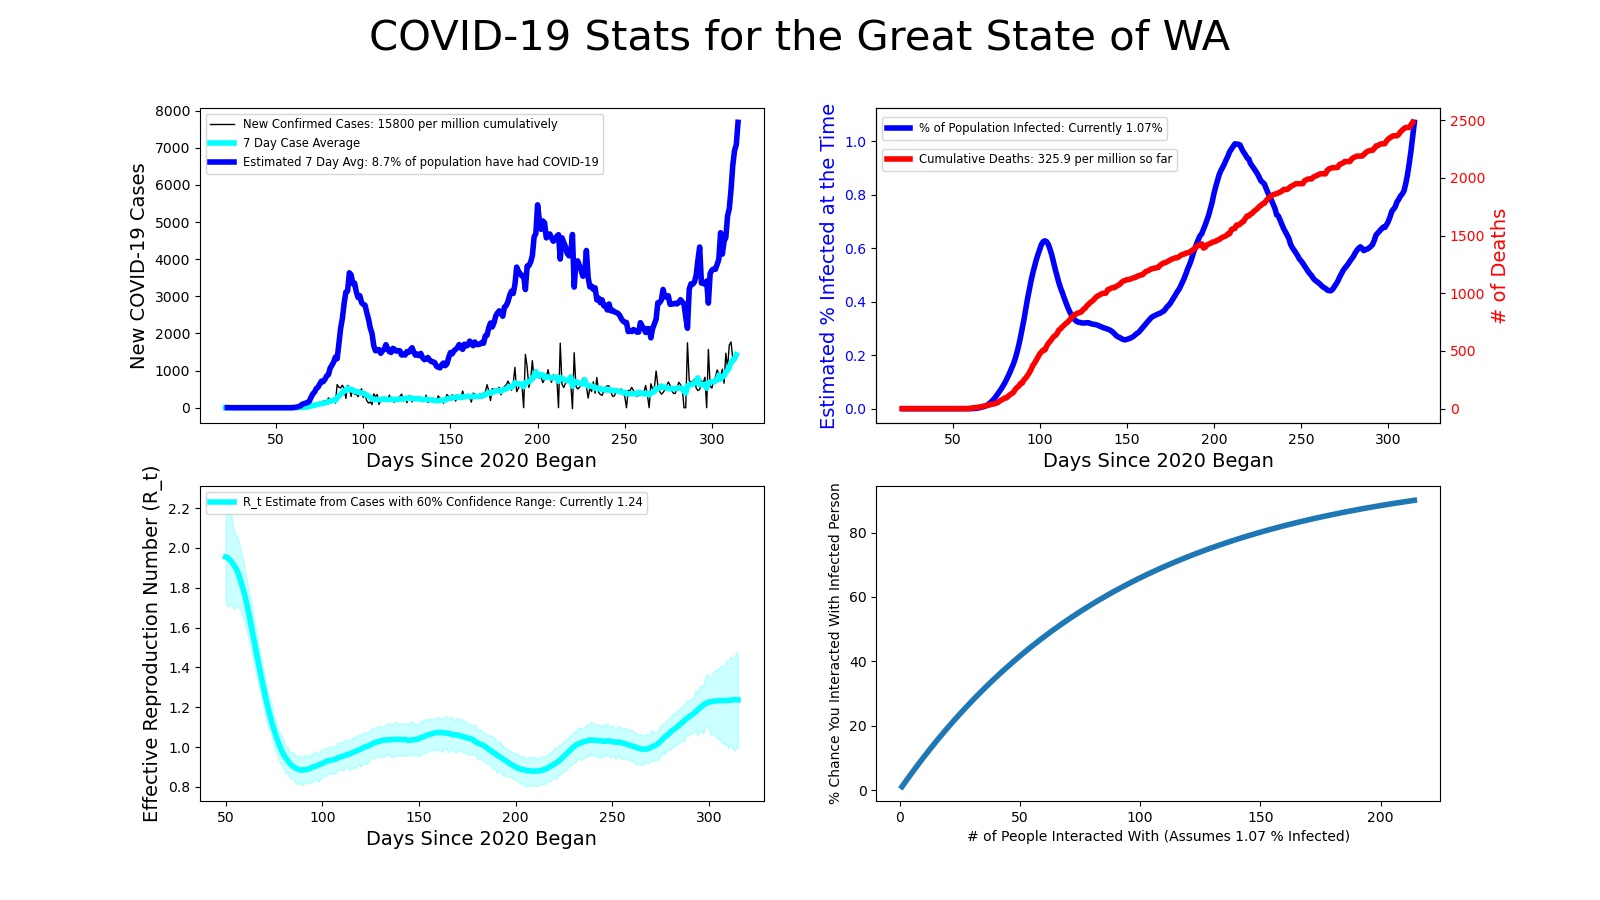 COVID-19 Stats for the Great State of WA
New COVID-19 Cases
8000
7000
6000
5000
4000
3000
2000
1000
0
New Confirmed Cases: 15800 per million cumulatively
7 Day Case Average
Estimated 7 Day Avg: 8.7% of population have had COVID-19
50 100 150 200 250 300
Days Since 2020 Began
Estimated % Infected at the Time
1.0
0.8
0.6
0.4
0.2
0.0
% of Population Infected: Currently 1.07%
Cumulative Deaths: 325.9 per million so far
2500
2000
1500
1000
500
0
# of Deaths
50 100 150 200 250 300
Days Since 2020 Began
Effective Reproduction Number (R_t)
2.2
2.0
1.8
1.6
1.4
1.2
1.0
0.8
R_t Estimate from Cases with 60% Confidence Range: Currently 1.24
50 100 150 200 250 300
Days Since 2020 Began
% Chance You Interacted With Infected Person
80
60
40
20
0
0 50 100 150 200
# of People Interacted With (Assumes 1.07 % Infected)